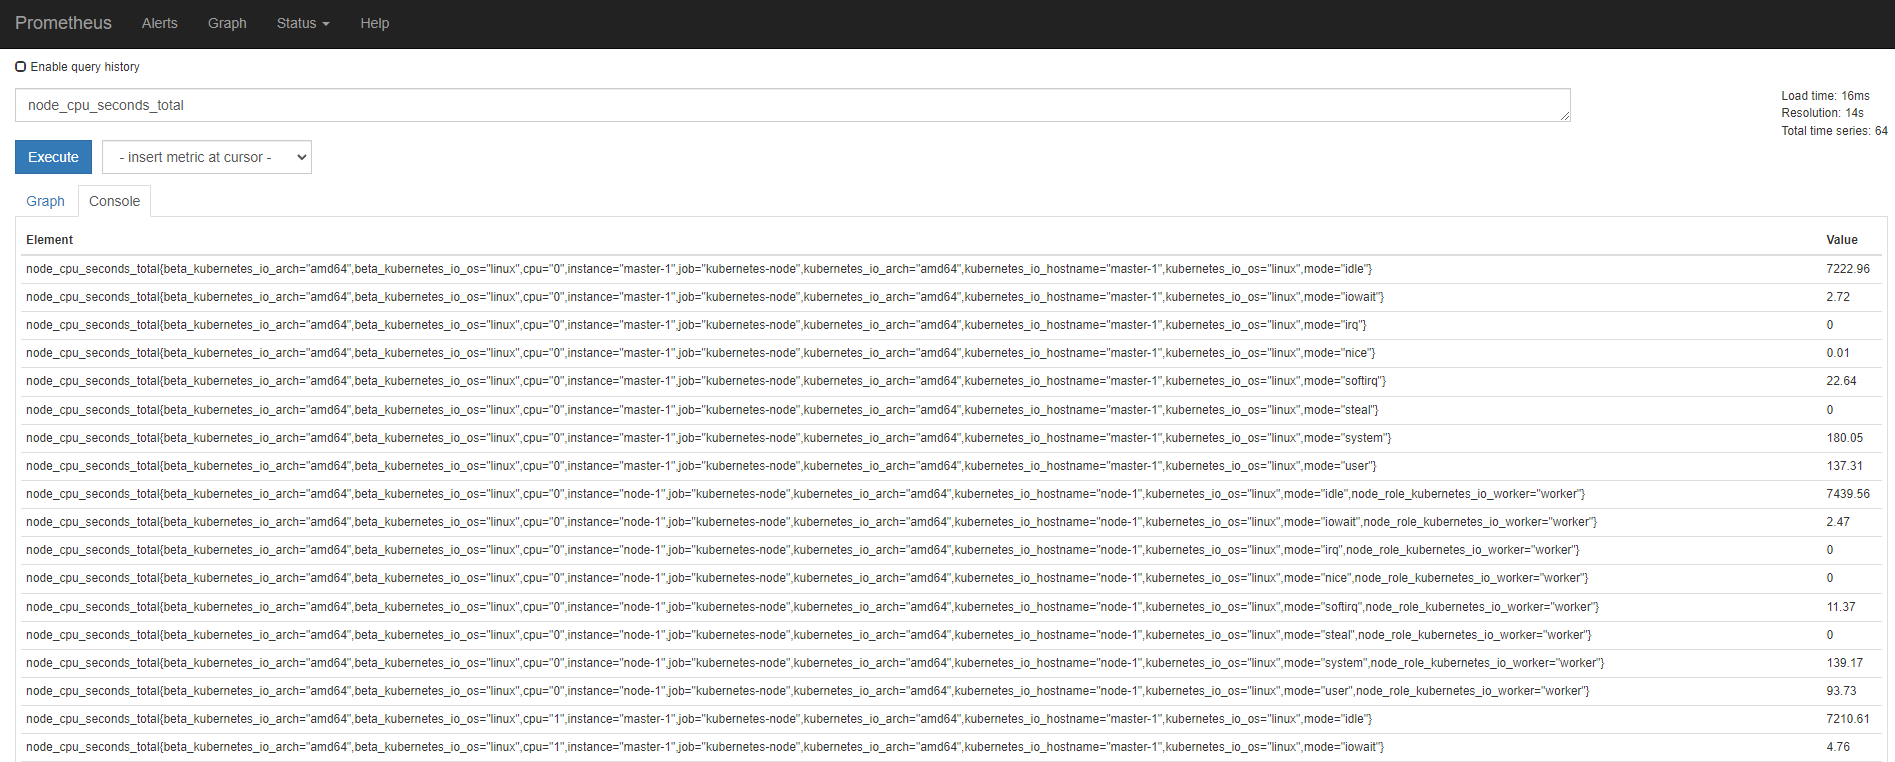 Prometheus Alerts Graph Status Help
Enable query history
node_cpu_seconds_total
Load time: 16ms
Resolution: 14s
Total time series: 64
Execute - insert metric at cursor -
Graph Console
Element Value
node_cpu_seconds_total{beta_kubernetes_io_arch="amd64",beta_kubernetes_io_os="linux",cpu="0",instance="master-1",job="kubernetes-node",kubernetes_io_arch="amd64",kubernetes_io_hostname="master-1",kubernetes_io_os="linux",mode="idle"} 7222.96
node_cpu_seconds_total{beta_kubernetes_io_arch="amd64",beta_kubernetes_io_os="linux",cpu="0",instance="master-1",job="kubernetes-node",kubernetes_io_arch="amd64",kubernetes_io_hostname="master-1",kubernetes_io_os="linux",mode="iowait"} 2.72
node_cpu_seconds_total{beta_kubernetes_io_arch="amd64",beta_kubernetes_io_os="linux",cpu="0",instance="master-1",job="kubernetes-node",kubernetes_io_arch="amd64",kubernetes_io_hostname="master-1",kubernetes_io_os="linux",mode="irq"} 0
node_cpu_seconds_total{beta_kubernetes_io_arch="amd64",beta_kubernetes_io_os="linux",cpu="0",instance="master-1",job="kubernetes-node",kubernetes_io_arch="amd64",kubernetes_io_hostname="master-1",kubernetes_io_os="linux",mode="nice"} 0.01
node_cpu_seconds_total{beta_kubernetes_io_arch="amd64",beta_kubernetes_io_os="linux",cpu="0",instance="master-1",job="kubernetes-node",kubernetes_io_arch="amd64",kubernetes_io_hostname="master-1",kubernetes_io_os="linux",mode="softirq"} 22.64
node_cpu_seconds_total{beta_kubernetes_io_arch="amd64",beta_kubernetes_io_os="linux",cpu="0",instance="master-1",job="kubernetes-node",kubernetes_io_arch="amd64",kubernetes_io_hostname="master-1",kubernetes_io_os="linux",mode="steal"} 0
node_cpu_seconds_total{beta_kubernetes_io_arch="amd64",beta_kubernetes_io_os="linux",cpu="0",instance="master-1",job="kubernetes-node",kubernetes_io_arch="amd64",kubernetes_io_hostname="master-1",kubernetes_io_os="linux",mode="system"} 180.05
node_cpu_seconds_total{beta_kubernetes_io_arch="amd64",beta_kubernetes_io_os="linux",cpu="0",instance="master-1",job="kubernetes-node",kubernetes_io_arch="amd64",kubernetes_io_hostname="master-1",kubernetes_io_os="linux",mode="user"} 137.31
node_cpu_seconds_total{beta_kubernetes_io_arch="amd64",beta_kubernetes_io_os="linux",cpu="0",instance="node-1",job="kubernetes-node",kubernetes_io_arch="amd64",kubernetes_io_hostname="node-1",kubernetes_io_os="linux",mode="idle",node_role_kubernetes_io_worker="worker"} 7439.56
node_cpu_seconds_total{beta_kubernetes_io_arch="amd64",beta_kubernetes_io_os="linux",cpu="0",instance="node-1",job="kubernetes-node",kubernetes_io_arch="amd64",kubernetes_io_hostname="node-1",kubernetes_io_os="linux",mode="iowait",node_role_kubernetes_io_worker="worker"} 2.47
node_cpu_seconds_total{beta_kubernetes_io_arch="amd64",beta_kubernetes_io_os="linux",cpu="0",instance="node-1",job="kubernetes-node",kubernetes_io_arch="amd64",kubernetes_io_hostname="node-1",kubernetes_io_os="linux",mode="irq",node_role_kubernetes_io_worker="worker"} 0
node_cpu_seconds_total{beta_kubernetes_io_arch="amd64",beta_kubernetes_io_os="linux",cpu="0",instance="node-1",job="kubernetes-node",kubernetes_io_arch="amd64",kubernetes_io_hostname="node-1",kubernetes_io_os="linux",mode="nice",node_role_kubernetes_io_worker="worker"} 0
node_cpu_seconds_total{beta_kubernetes_io_arch="amd64",beta_kubernetes_io_os="linux",cpu="0",instance="node-1",job="kubernetes-node",kubernetes_io_arch="amd64",kubernetes_io_hostname="node-1",kubernetes_io_os="linux",mode="softirq",node_role_kubernetes_io_worker="worker"} 11.37
node_cpu_seconds_total{beta_kubernetes_io_arch="amd64",beta_kubernetes_io_os="linux",cpu="0",instance="node-1",job="kubernetes-node",kubernetes_io_arch="amd64",kubernetes_io_hostname="node-1",kubernetes_io_os="linux",mode="steal",node_role_kubernetes_io_worker="worker"} 0
node_cpu_seconds_total{beta_kubernetes_io_arch="amd64",beta_kubernetes_io_os="linux",cpu="0",instance="node-1",job="kubernetes-node",kubernetes_io_arch="amd64",kubernetes_io_hostname="node-1",kubernetes_io_os="linux",mode="system",node_role_kubernetes_io_worker="worker"} 139.17
node_cpu_seconds_total{beta_kubernetes_io_arch="amd64",beta_kubernetes_io_os="linux",cpu="0",instance="node-1",job="kubernetes-node",kubernetes_io_arch="amd64",kubernetes_io_hostname="node-1",kubernetes_io_os="linux",mode="user",node_role_kubernetes_io_worker="worker"} 93.73
node_cpu_seconds_total{beta_kubernetes_io_arch="amd64",beta_kubernetes_io_os="linux",cpu="1",instance="master-1",job="kubernetes-node",kubernetes_io_arch="amd64",kubernetes_io_hostname="master-1",kubernetes_io_os="linux",mode="idle"} 7210.61
node_cpu_seconds_total{beta_kubernetes_io_arch="amd64",beta_kubernetes_io_os="linux",cpu="1",instance="master-1",job="kubernetes-node",kubernetes_io_arch="amd64",kubernetes_io_hostname="master-1",kubernetes_io_os="linux",mode="iowait"} 4.76